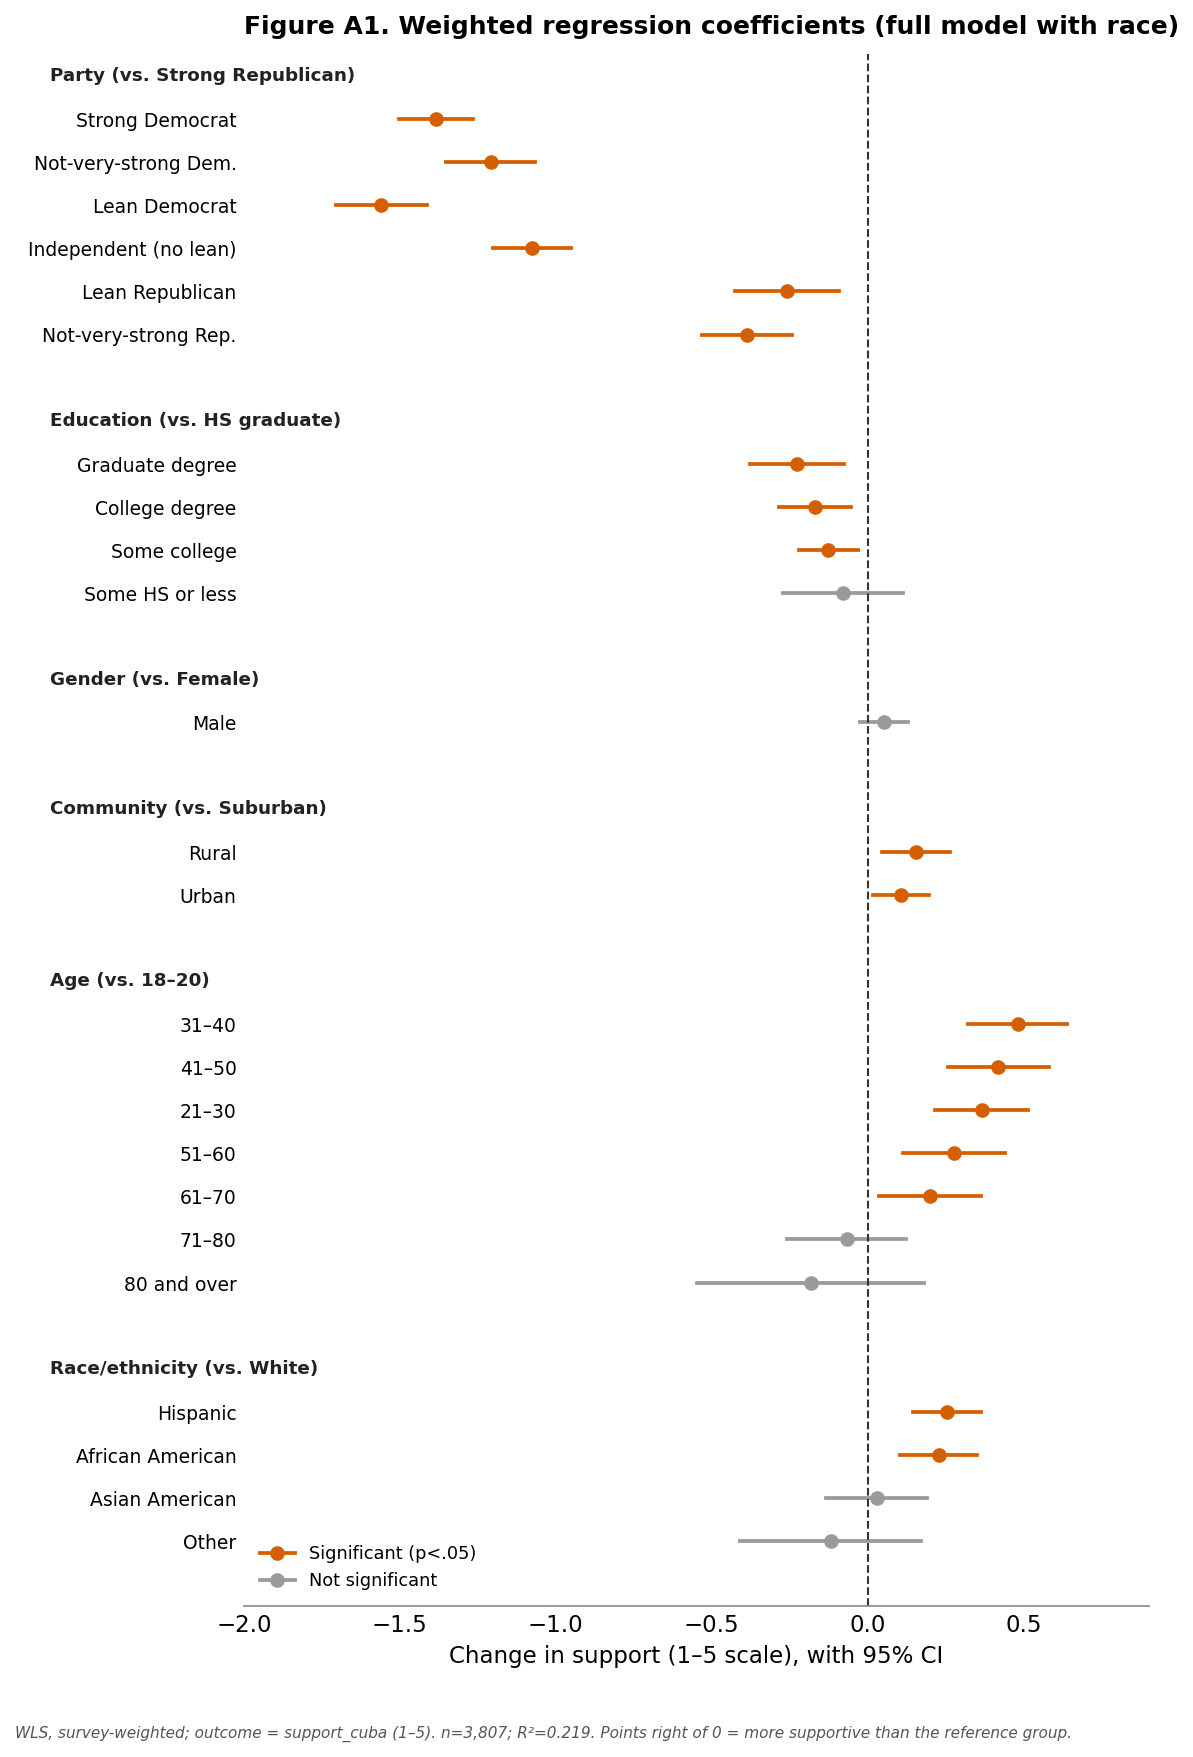 Figure A1. Weighted regression coefficients (full model with race)
Party (vs. Strong Republican)
Strong Democrat
Not-very-strong Dem.
Lean Democrat
Independent (no lean)
Lean Republican
Not-very-strong Rep.
Education (vs. HS graduate)
Graduate degree
College degree
Some college
Some HS or less
Gender (vs. Female)
Male
Community (vs. Suburban)
Rural
Urban
Age (vs. 18–20)
31–40
41–50
21–30
51–60
61–70
71–80
80 and over
Race/ethnicity (vs. White)
Hispanic
African American
Asian American
Other
Significant (p<.05)
Not significant
−2.0 −1.5 −1.0 −0.5 0.0 0.5
Change in support (1–5 scale), with 95% CI
WLS, survey-weighted; outcome = support_cuba (1–5). n=3,807; R²=0.219. Points right of 0 = more supportive than the reference group.